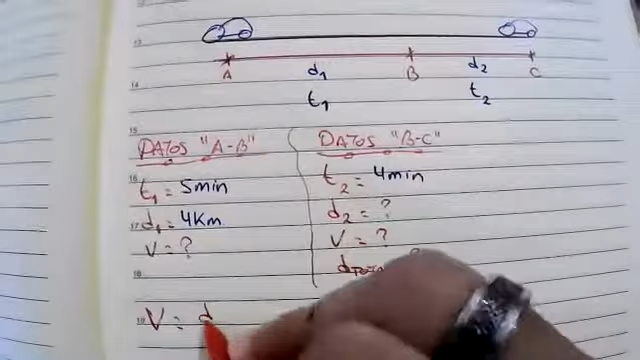 13
A d1 B d2 C
14
t1 t2
15
DATOS "A-B"
16
t1 = 5min
17 d1 = 4Km
V = ?
18
DATOS "B-C"
t2 = 4min
d2 = ?
V = ?
dTOTAL ?
19 V = d